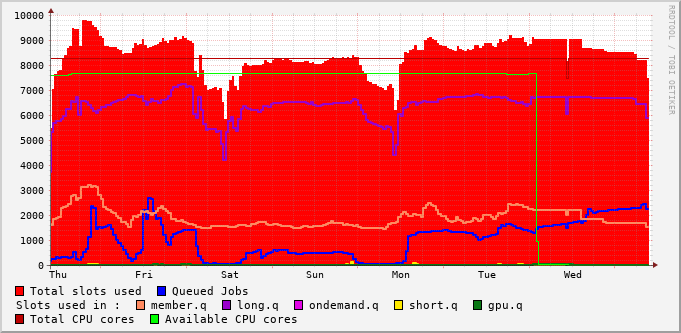 10000
9000
8000
7000
6000
5000
4000
3000
2000
1000
0
Thu Fri Sat Sun Mon Tue Wed
RRDTOOL / TOBI OETIKER
Total slots used Queued Jobs
Slots used in : member.q long.q ondemand.q short.q gpu.q
Total CPU cores Available CPU cores